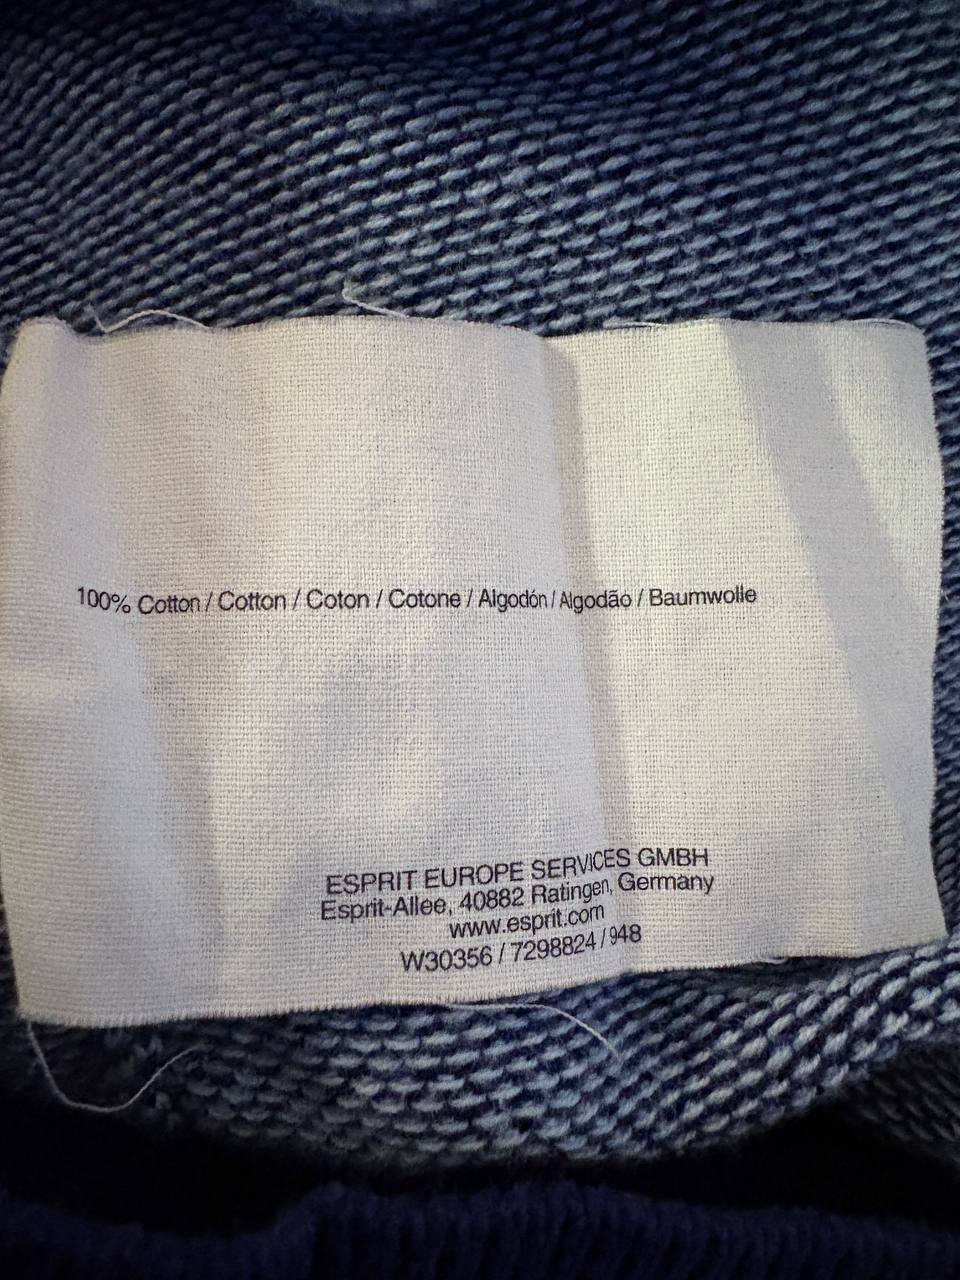 100% Cotton / Cotton / Coton / Cotone / Algodón / Algodão / Baumwolle
ESPRIT EUROPE SERVICES GMBH
Esprit-Allee, 40882 Ratingen, Germany
www.esprit.com
W30356 / 7298824 / 948